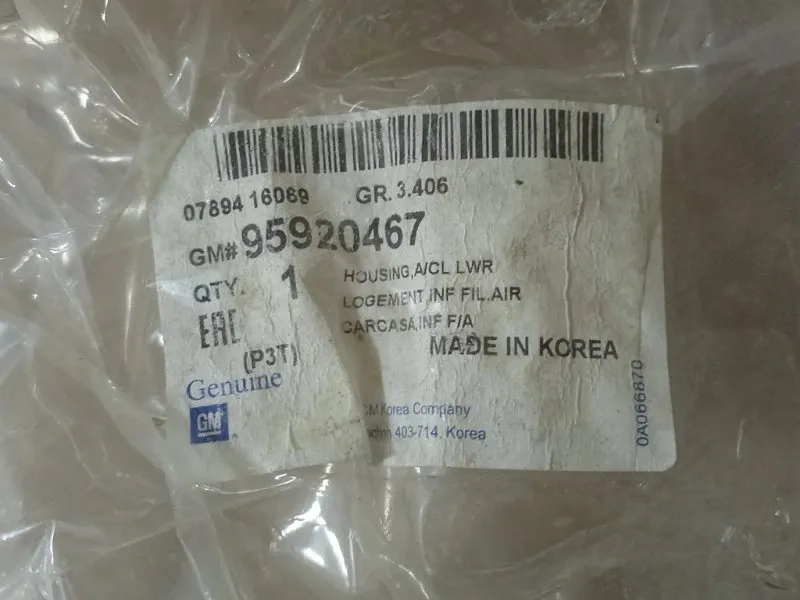 07894 16069 GR. 3.406
GM# 95920467
QTY. 1
HOUSING,A/CL LWR
LOGEMENT INF FIL.AIR
CARCASA,INF F/A
EAC
(P3T)
MADE IN KOREA
Genuine
GM
GM Korea Company
403-714, Korea
0A066870